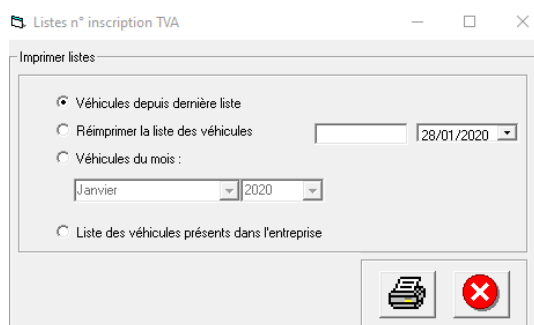 Listes n° inscription TVA
Imprimer listes
Véhicules depuis dernière liste
Réimprimer la liste des véhicules 28/01/2020
Véhicules du mois :
Janvier 2020
Liste des véhicules présents dans l'entreprise